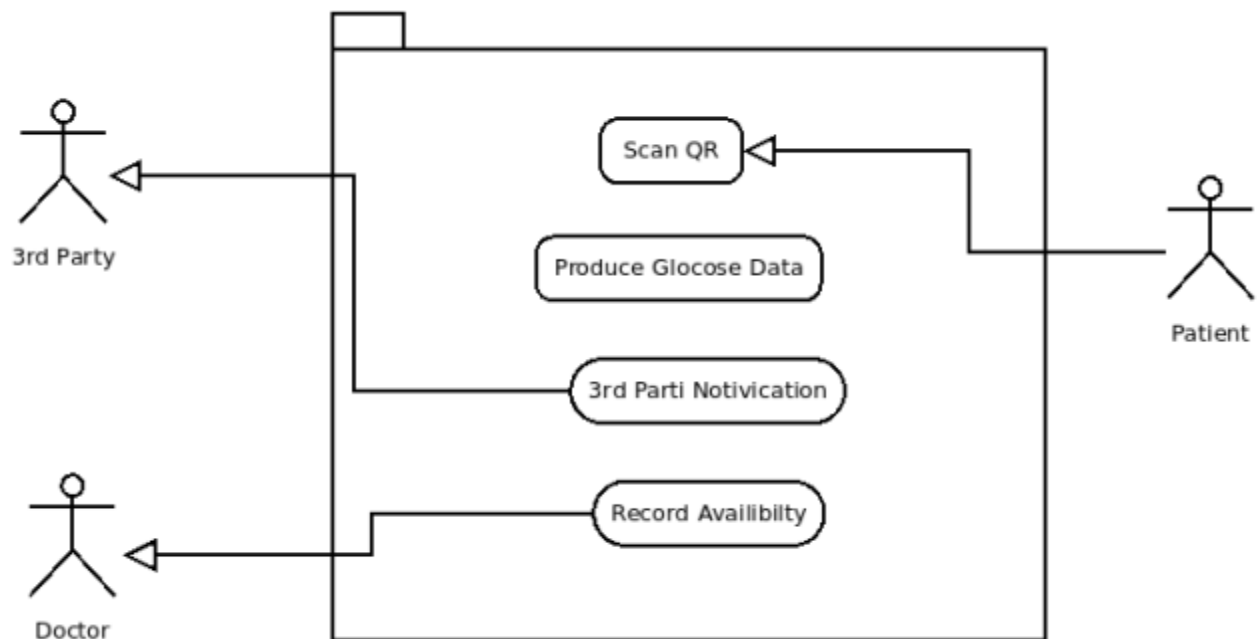 Scan QR
3rd Party
Produce Glocose Data
Patient
3rd Parti Notivication
Record Availibilty
Doctor